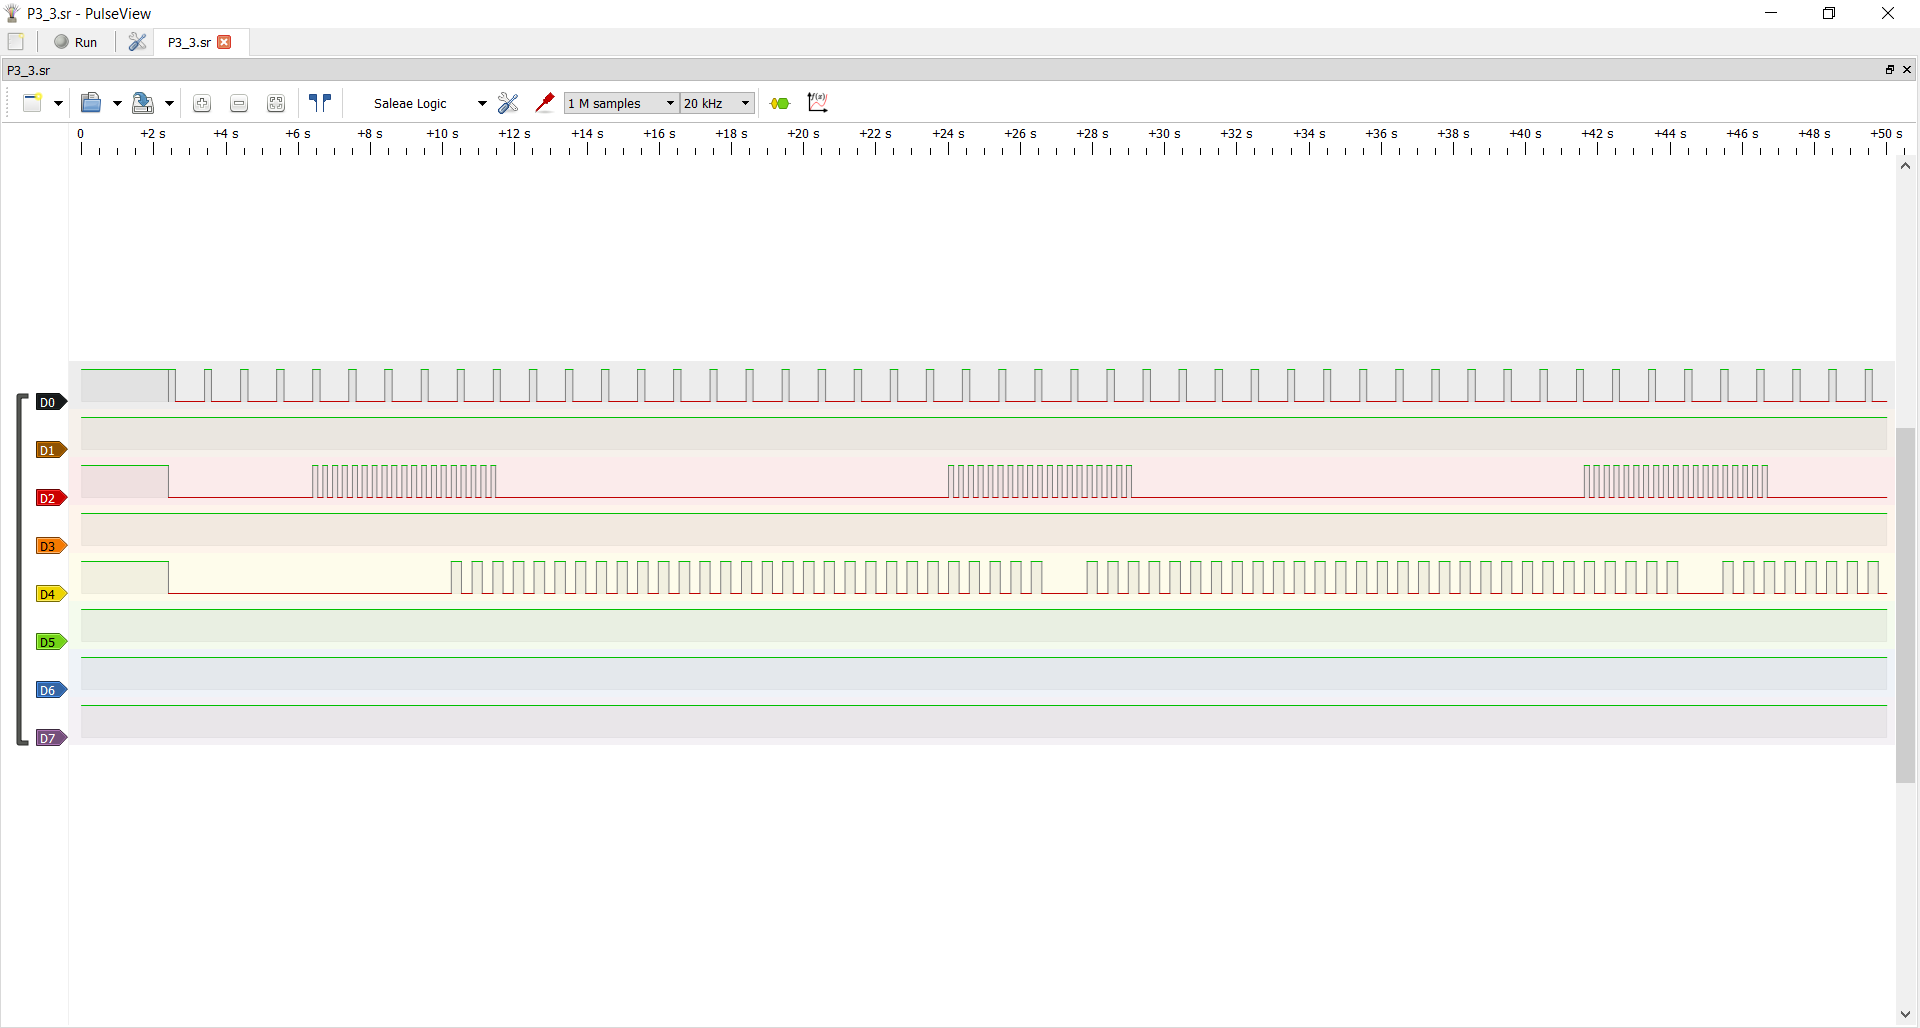 P3_3.sr - PulseView
Run
P3_3.sr
P3_3.sr
Saleae Logic
1 M samples
20 kHz
f(x)
0 +2 s +4 s +6 s +8 s +10 s +12 s +14 s +16 s +18 s +20 s +22 s +24 s +26 s +28 s +30 s +32 s +34 s +36 s +38 s +40 s +42 s +44 s +46 s +48 s +50 s
D0
D1
D2
D3
D4
D5
D6
D7